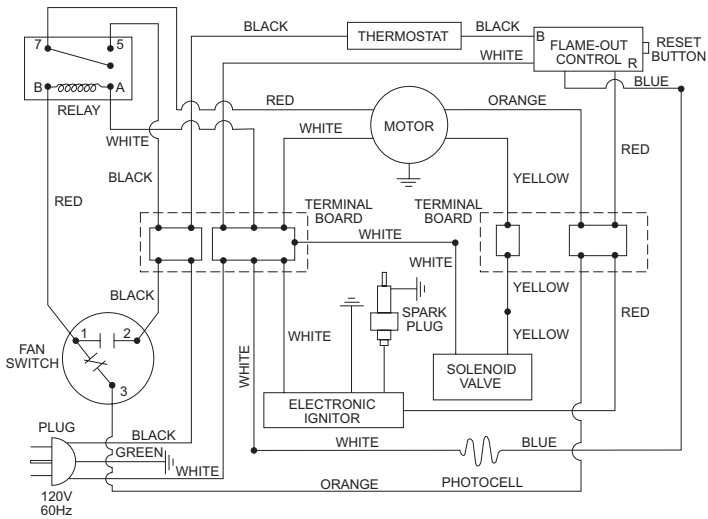 BLACK
THERMOSTAT
BLACK
B
FLAME-OUT
CONTROL
R
RESET
BUTTON
7
5
B
A
RELAY
WHITE
BLUE
RED
MOTOR
ORANGE
WHITE
WHITE
RED
BLACK
YELLOW
RED
TERMINAL
BOARD
TERMINAL
BOARD
WHITE
WHITE
YELLOW
BLACK
SPARK
PLUG
RED
1
2
FAN
SWITCH
3
WHITE
YELLOW
WHITE
SOLENOID
VALVE
ELECTRONIC
IGNITOR
PLUG
BLACK
GREEN
WHITE
WHITE
BLUE
ORANGE
PHOTOCELL
120V
60Hz